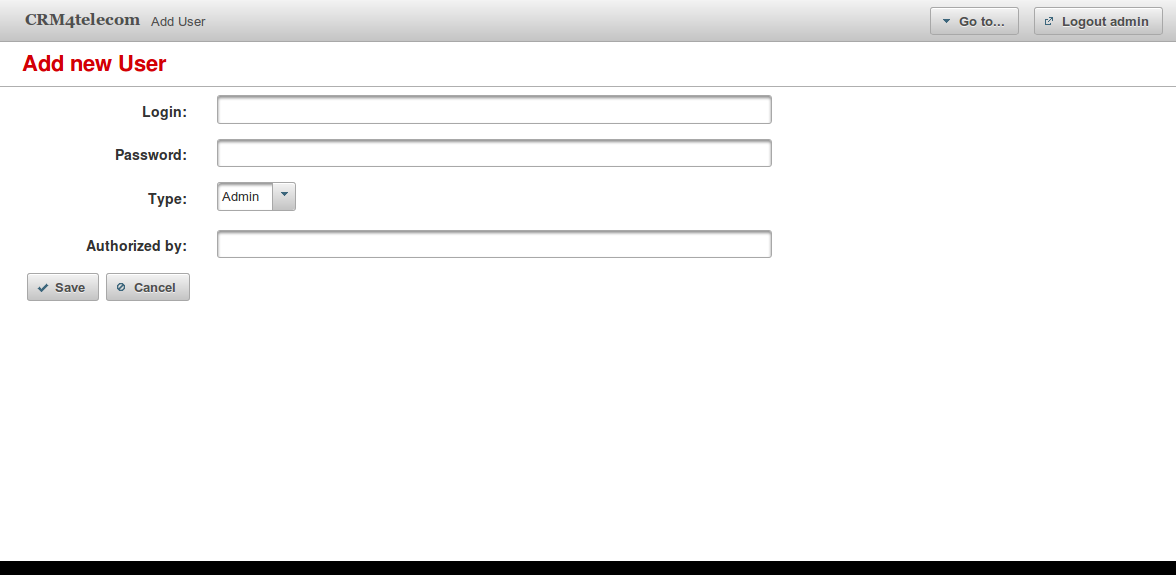 CRM4telecom Add User Go to... Logout admin
Add new User
Login:
Password:
Type: Admin
Authorized by:
Save Cancel